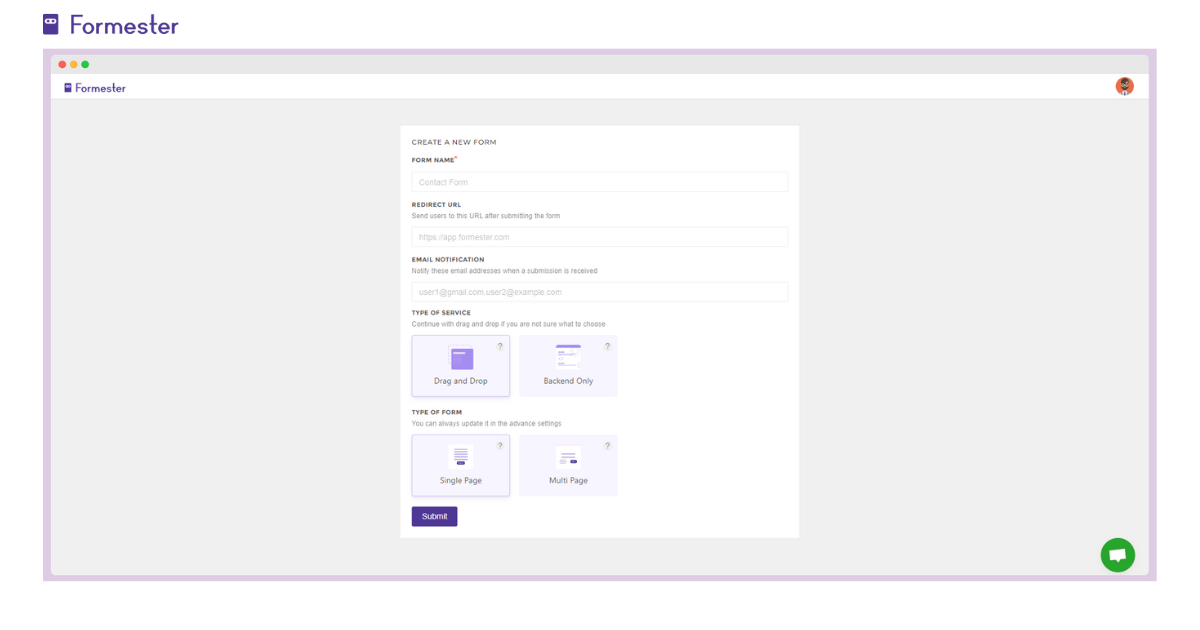 Formester
Formester
CREATE A NEW FORM
FORM NAME*
Contact Form
REDIRECT URL
Send users to this URL after submitting the form
https://app.formester.com
EMAIL NOTIFICATION
Notify these email addresses when a submission is received
user1@gmail.com,user2@example.com
TYPE OF SERVICE
Continue with drag and drop if you are not sure what to choose
? ?
Drag and Drop Backend Only
TYPE OF FORM
You can always update it in the advance settings
? ?
Single Page Multi Page
Submit